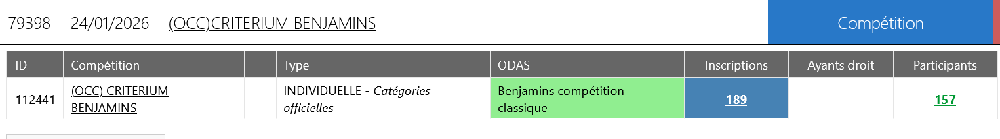 79398 24/01/2026 (OCC)CRITERIUM BENJAMINS Compétition
ID Compétition Type ODAS Inscriptions Ayants droit Participants
112441 (OCC) CRITERIUM BENJAMINS INDIVIDUELLE - Catégories officielles Benjamins compétition classique 189 157